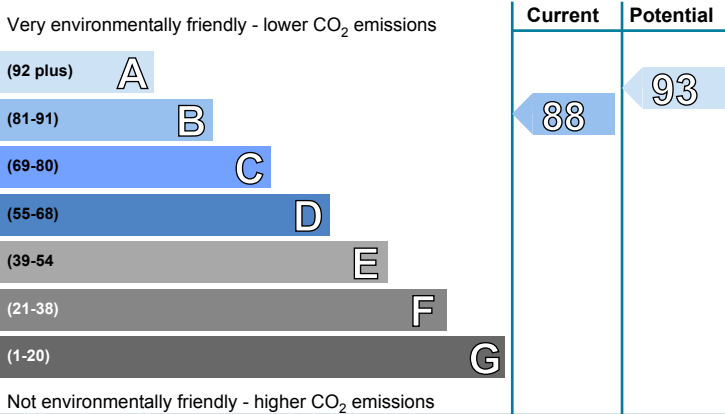 Very environmentally friendly - lower CO2 emissions
Current
Potential
(92 plus) A
(81-91) B
(69-80) C
(55-68) D
(39-54 E
(21-38) F
(1-20) G
88
93
Not environmentally friendly - higher CO2 emissions